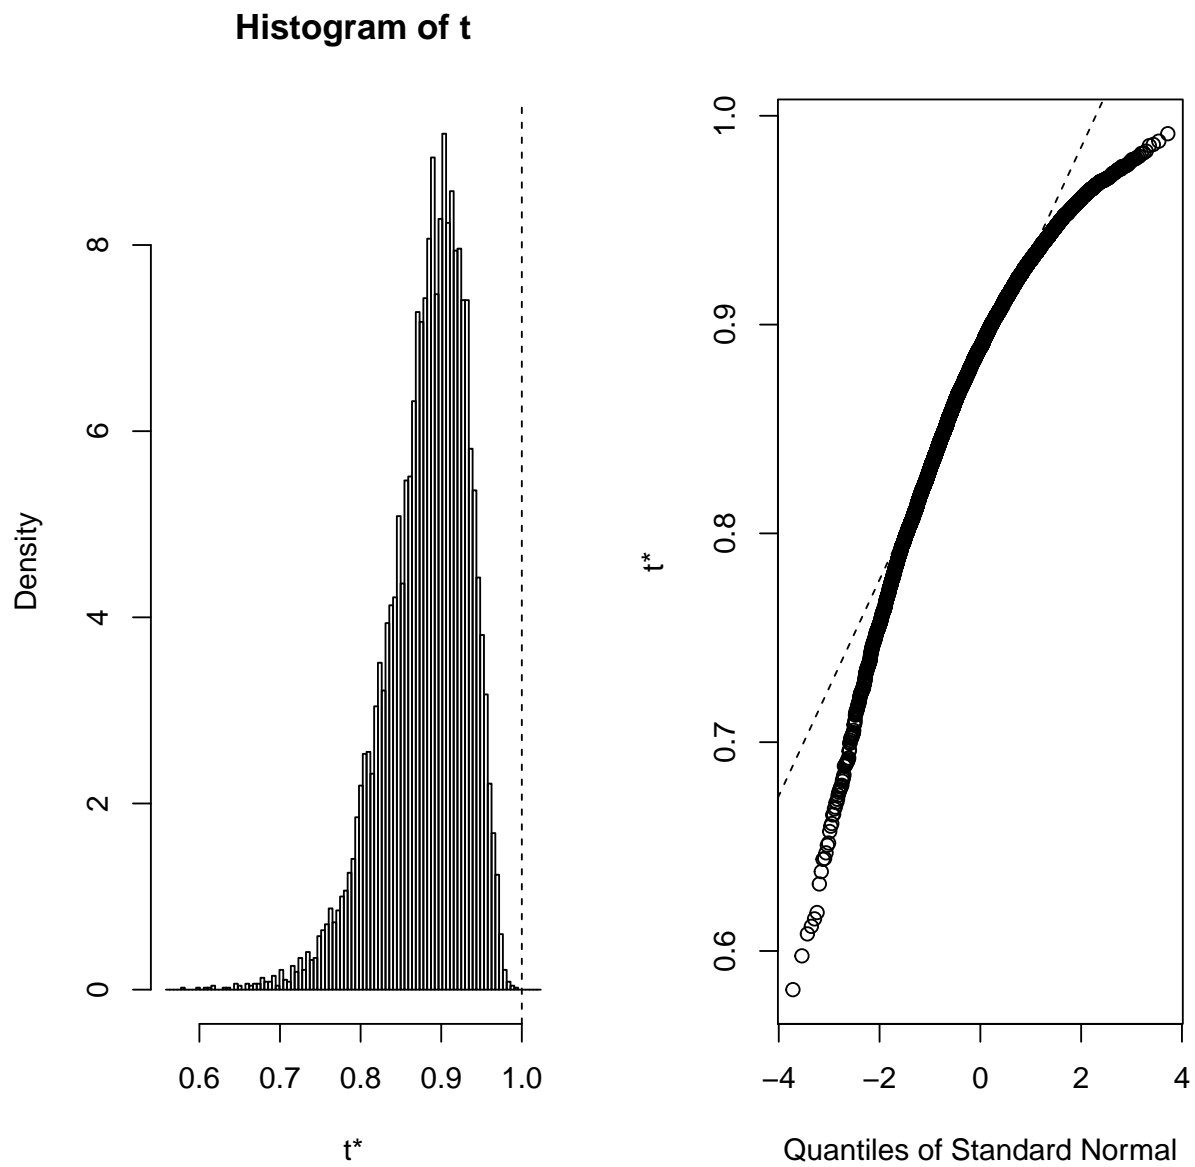 Histogram of t
Density
0
2
4
6
8
0.6 0.7 0.8 0.9 1.0
t*
t*
0.6
0.7
0.8
0.9
1.0
−4 −2 0 2 4
Quantiles of Standard Normal